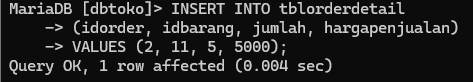 MariaDB [dbtoko]> INSERT INTO tblorderdetail
    -> (idorder, idbarang, jumlah, hargapenjualan)
    -> VALUES (2, 11, 5, 5000);
Query OK, 1 row affected (0.004 sec)